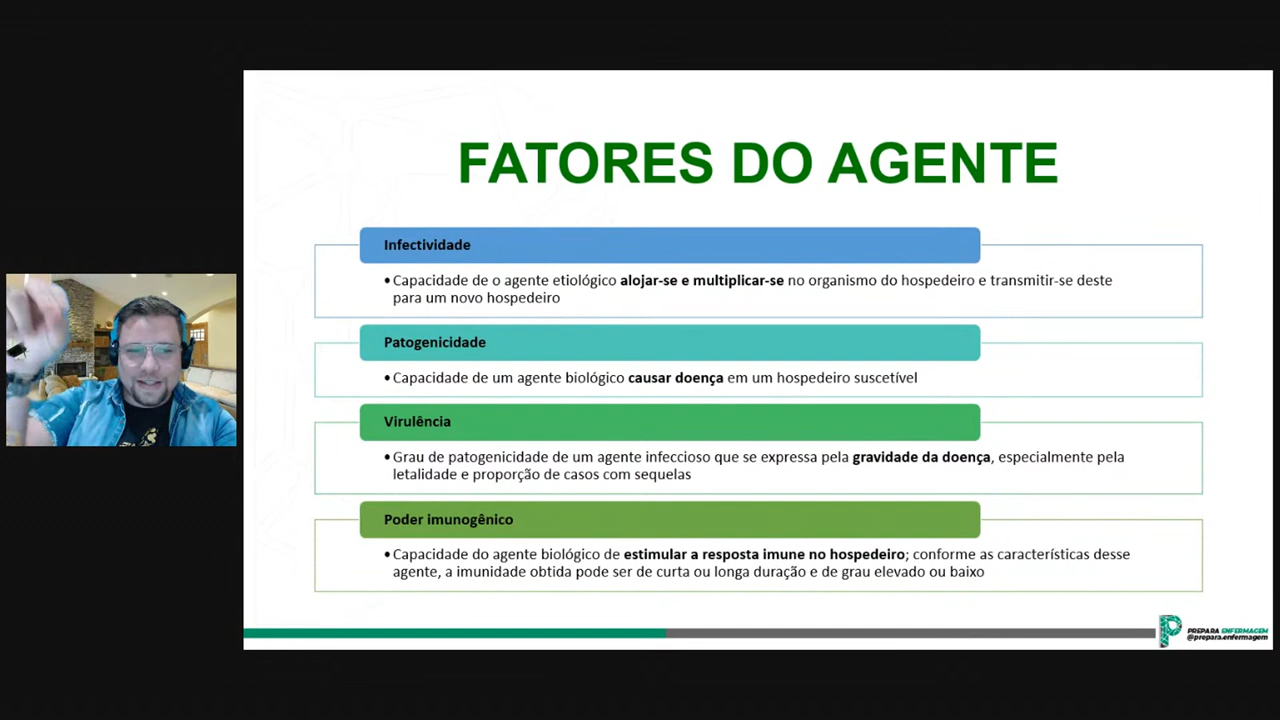 FATORES DO AGENTE
Infectividade
•Capacidade de o agente etiológico alojar-se e multiplicar-se no organismo do hospedeiro e transmitir-se deste
para um novo hospedeiro
Patogenicidade
•Capacidade de um agente biológico causar doença em um hospedeiro suscetível
Virulência
•Grau de patogenicidade de um agente infeccioso que se expressa pela gravidade da doença, especialmente pela
letalidade e proporção de casos com sequelas
Poder imunogênico
•Capacidade do agente biológico de estimular a resposta imune no hospedeiro; conforme as características desse
agente, a imunidade obtida pode ser de curta ou longa duração e de grau elevado ou baixo
PREPARA ENFERMAGEM
@prepara.enfermagem